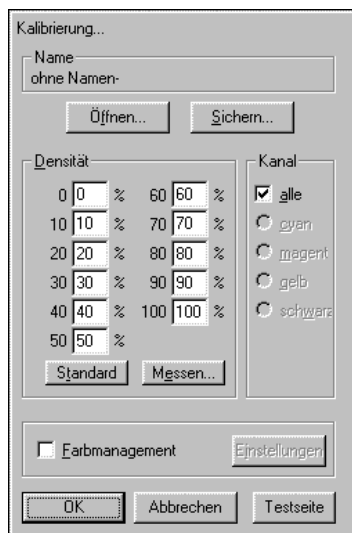 Kalibrierung...
Name
ohne Namen-
Öffnen... Sichern...
Densität Kanal
0 0 % 60 60 % alle
10 10 % 70 70 % cyan
20 20 % 80 80 % magent
30 30 % 90 90 % gelb
40 40 % 100 100 % schwarz
50 50 %
Standard Messen...
Farbmanagement Einstellungen
OK Abbrechen Testseite